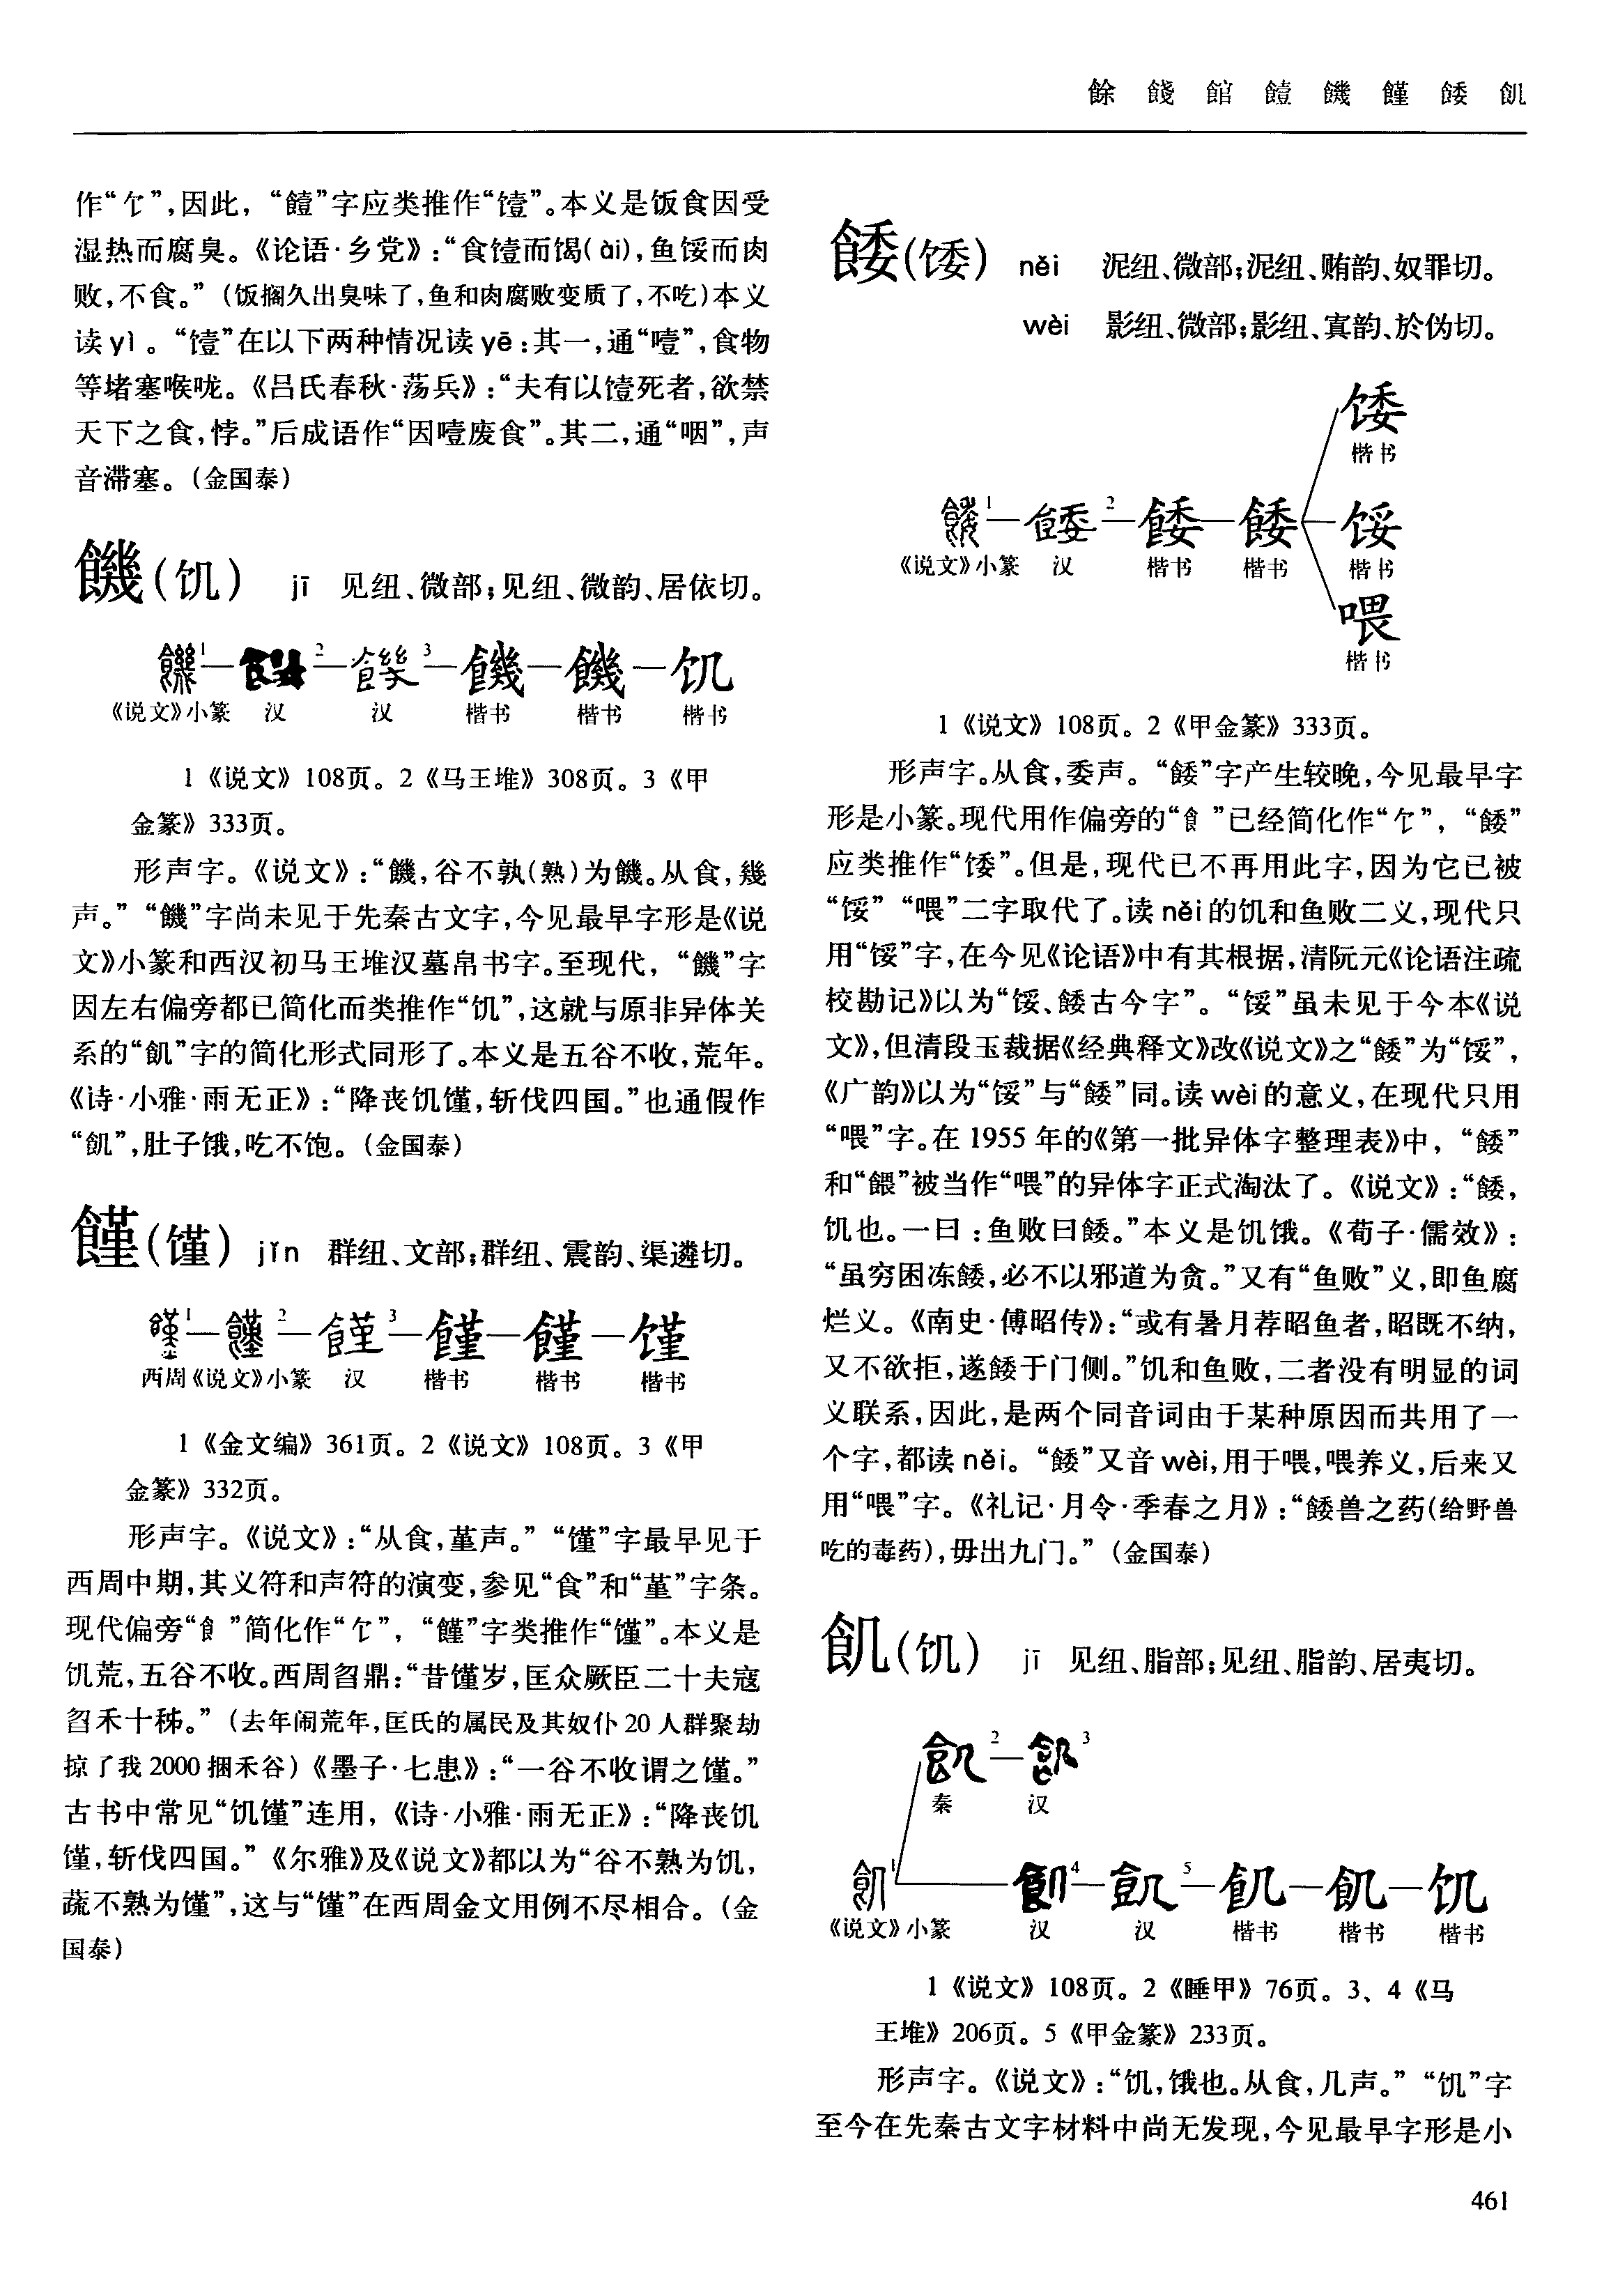 餘 餞 館 饐 饑 饉 餧 飢
作“饣”,因此，“饐”字应类推作“𫗫”。本义是饭食因受
湿热而腐臭。《论语·乡党》:“食𫗫而餲(ài),鱼馁而肉
败,不食。”(饭搁久出臭味了,鱼和肉腐败变质了,不吃)本义
读yì。“𫗫”在以下两种情况读yē:其一,通“噎”,食物
等堵塞喉咙。《吕氏春秋·荡兵》:“夫有以𫗫死者,欲禁
天下之食,悖。”后成语作“因噎废食”。其二,通“咽”,声
音滞塞。(金国泰)
饑(饥) jī 见纽、微部;见纽、微韵、居依切。
1 2 3 饑 饑 饥
《说文》小篆 汉 汉 楷书 楷书 楷书
1《说文》108页。2《马王堆》308页。3《甲
金篆》333页。
形声字。《说文》:“饑,谷不孰(熟)为饑。从食,幾
声。”“饑”字尚未见于先秦古文字,今见最早字形是《说
文》小篆和西汉初马王堆汉墓帛书字。至现代，“饑”字
因左右偏旁都已简化而类推作“饥”,这就与原非异体关
系的“飢”字的简化形式同形了。本义是五谷不收,荒年。
《诗·小雅·雨无正》:“降丧饥馑,斩伐四国。”也通假作
“飢”,肚子饿,吃不饱。(金国泰)
饉(馑) jǐn 群纽、文部;群纽、震韵、渠遴切。
1 2 3 饉 饉 馑
西周《说文》小篆 汉 楷书 楷书 楷书
1《金文编》361页。2《说文》108页。3《甲
金篆》332页。
形声字。《说文》:“从食,堇声。”“馑”字最早见于
西周中期,其义符和声符的演变,参见“食”和“堇”字条。
现代偏旁“飠”简化作“饣”，“饉”字类推作“馑”。本义是
饥荒,五谷不收。西周曶鼎:“昔馑岁,匡众厥臣二十夫寇
曶禾十秭。”(去年闹荒年,匡氏的属民及其奴仆20人群聚劫
掠了我2000捆禾谷)《墨子·七患》:“一谷不收谓之馑。”
古书中常见“饥馑”连用,《诗·小雅·雨无正》:“降丧饥
馑,斩伐四国。”《尔雅》及《说文》都以为“谷不熟为饥,
蔬不熟为馑”,这与“馑”在西周金文用例不尽相合。(金
国泰)
餧(𫗪) něi 泥纽、微部;泥纽、贿韵、奴罪切。
wèi 影纽、微部;影纽、寘韵、於伪切。
𫗪
楷书
1 2 餧 餧 馁
《说文》小篆 汉 楷书 楷书 楷书
喂
楷书
1《说文》108页。2《甲金篆》333页。
形声字。从食,委声。“餧”字产生较晚,今见最早字
形是小篆。现代用作偏旁的“飠”已经简化作“饣”，“餧”
应类推作“𫗪”。但是,现代已不再用此字,因为它已被
“馁”“喂”二字取代了。读něi的饥和鱼败二义,现代只
用“馁”字,在今见《论语》中有其根据,清阮元《论语注疏
校勘记》以为“馁、餧古今字”。“馁”虽未见于今本《说
文》,但清段玉裁据《经典释文》改《说文》之“餧”为“馁”,
《广韵》以为“馁”与“餧”同。读wèi的意义,在现代只用
“喂”字。在1955年的《第一批异体字整理表》中，“餧”
和“餵”被当作“喂”的异体字正式淘汰了。《说文》:“餧,
饥也。一曰:鱼败曰餧。”本义是饥饿。《荀子·儒效》:
“虽穷困冻餧,必不以邪道为贪。”又有“鱼败”义,即鱼腐
烂义。《南史·傅昭传》:“或有暑月荐昭鱼者,昭既不纳,
又不欲拒,遂餧于门侧。”饥和鱼败,二者没有明显的词
义联系,因此,是两个同音词由于某种原因而共用了一
个字,都读něi。“餧”又音wèi,用于喂,喂养义,后来又
用“喂”字。《礼记·月令·季春之月》:“餧兽之药(给野兽
吃的毒药),毋出九门。”(金国泰)
飢(饥) jī 见纽、脂部;见纽、脂韵、居夷切。
2 3
秦 汉
1 4 5 飢 飢 饥
《说文》小篆 汉 汉 楷书 楷书 楷书
1《说文》108页。2《睡甲》76页。3、4《马
王堆》206页。5《甲金篆》233页。
形声字。《说文》:“饥,饿也。从食,几声。”“饥”字
至今在先秦古文字材料中尚无发现,今见最早字形是小
461